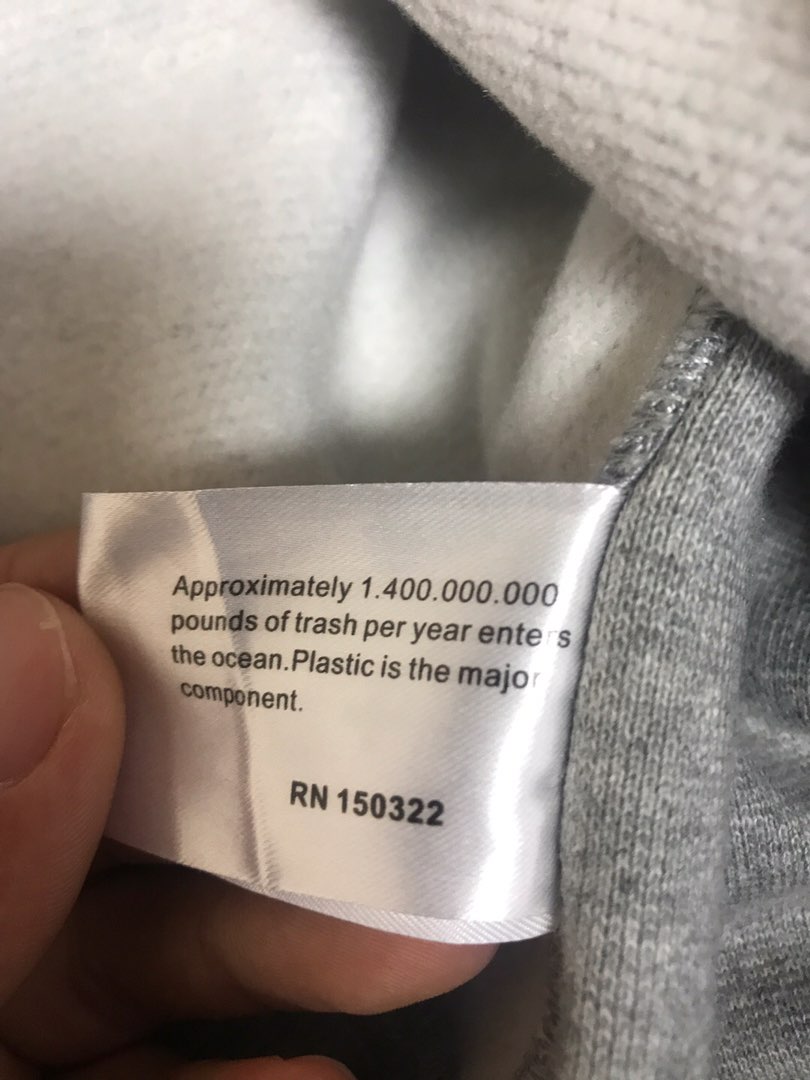 Approximately 1.400.000.000
pounds of trash per year enters
the ocean.Plastic is the major
component.
RN 150322